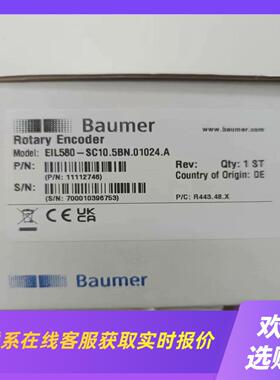 Baumer
Rotary Encoder
www.baumer.com
Model: EIL580-SC10.5BN.01024.A
P/N:
(P/N: 11112746)
Rev:
Qty: 1 ST
Country of Origin: DE
S/N:
(S/N: 700010396753)
P/C: R443.48.X
CE
UK
CA
Baumer
系在线客服获取实时报价
欢
选购